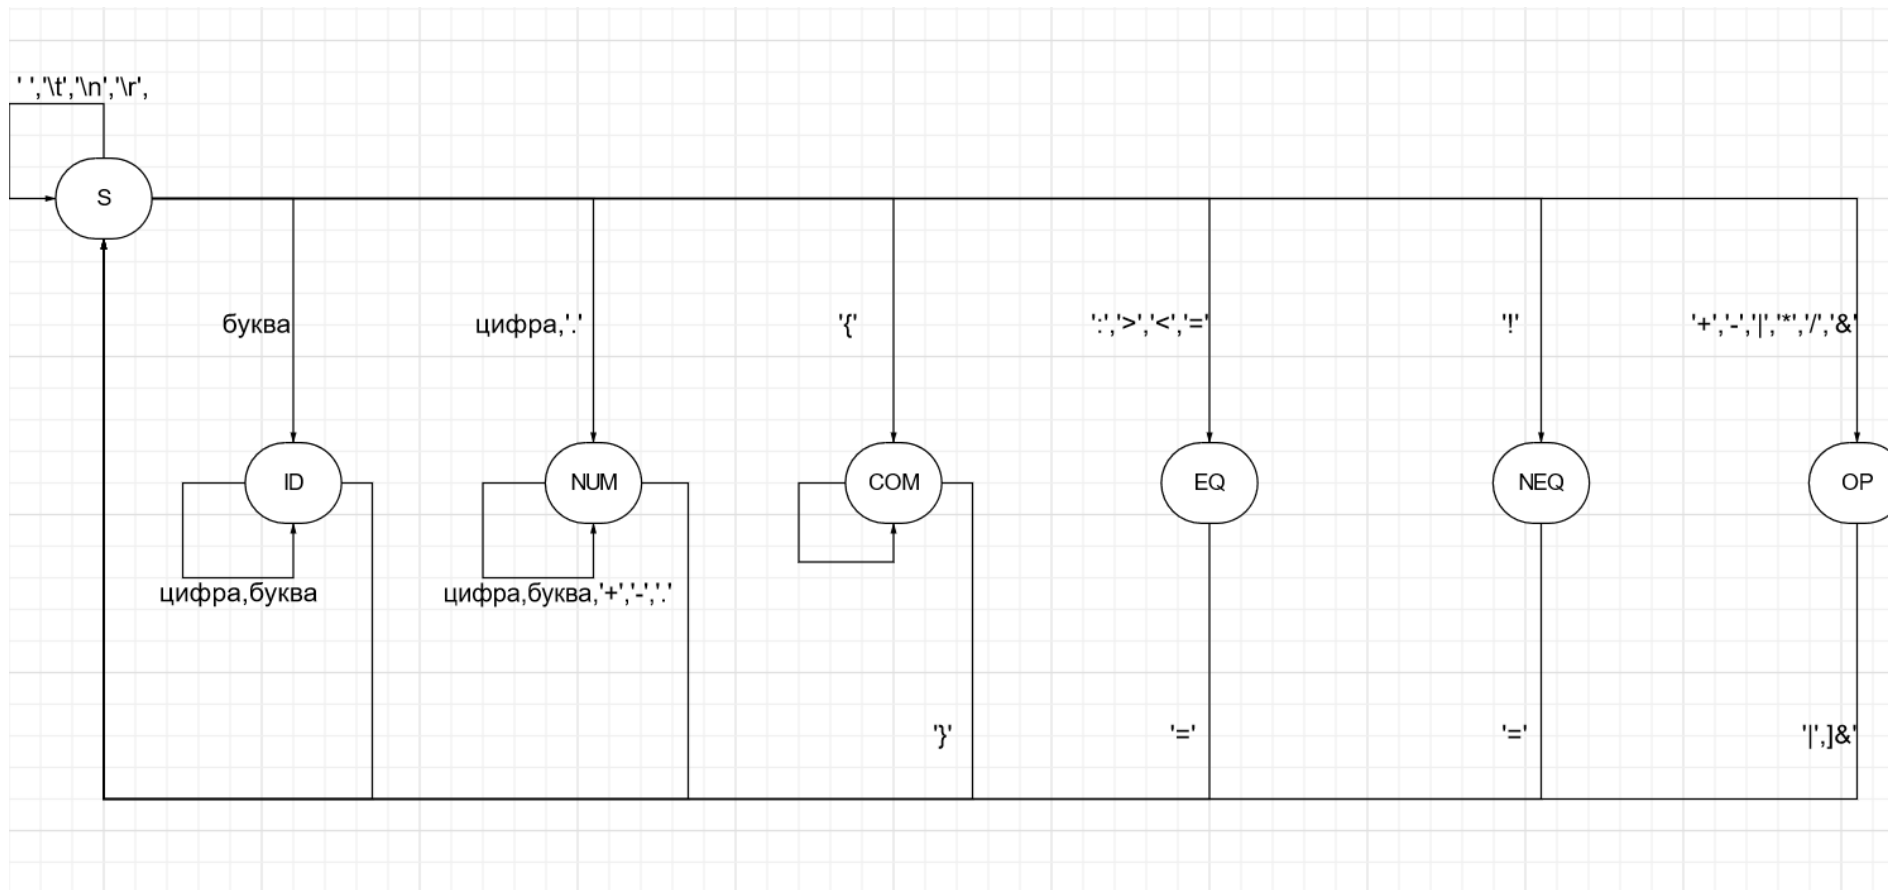 ' ','\t','\n','\r',
S
буква
цифра,'.'
'{'
':','>','<','='
'!'
'+','-','|','*','/','&'
ID
NUM
COM
EQ
NEQ
OP
цифра,буква
цифра,буква,'+','-','.'
'}'
'='
'='
'|',]&'